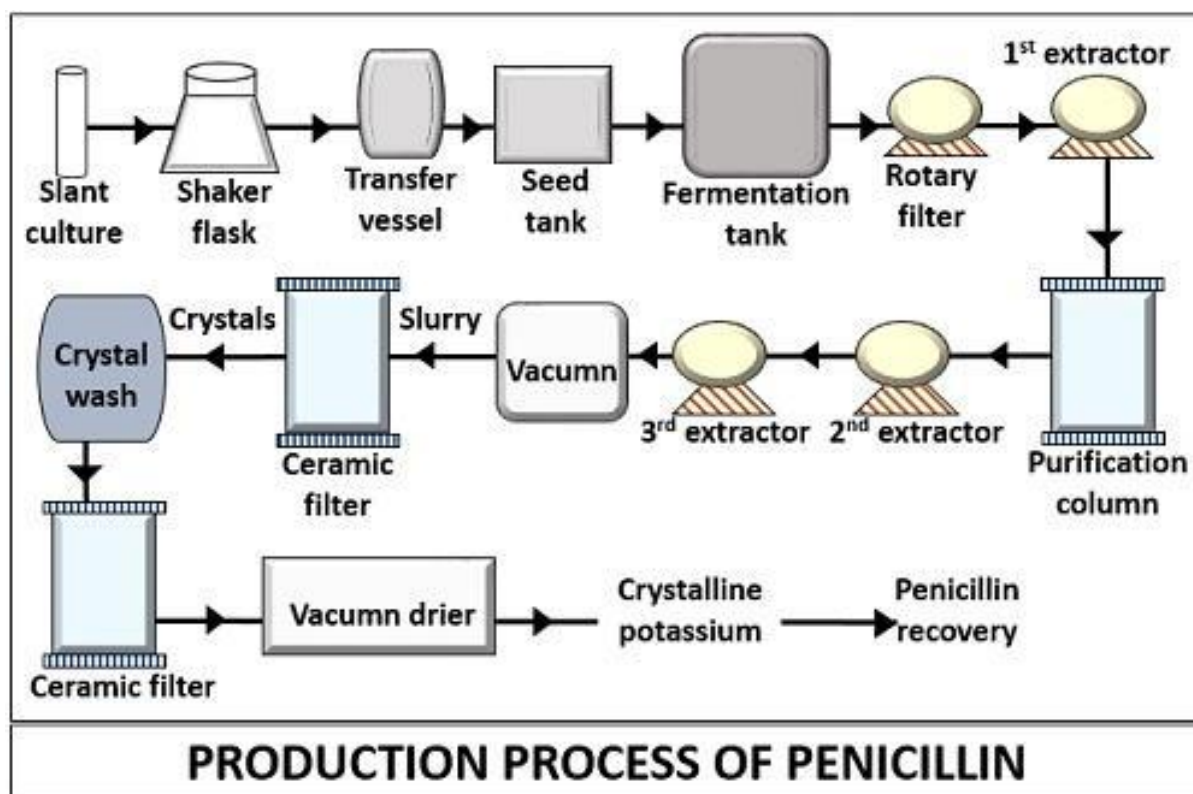 1st extractor
Slant
culture
Shaker
flask
Transfer
vessel
Seed
tank
Fermentation
tank
Rotary
filter
Crystal
wash
Crystals
Ceramic
filter
Slurry
Vacumn
3rd extractor
2nd extractor
Purification
column
Ceramic filter
Vacumn drier
Crystalline
potassium
Penicillin
recovery
PRODUCTION PROCESS OF PENICILLIN